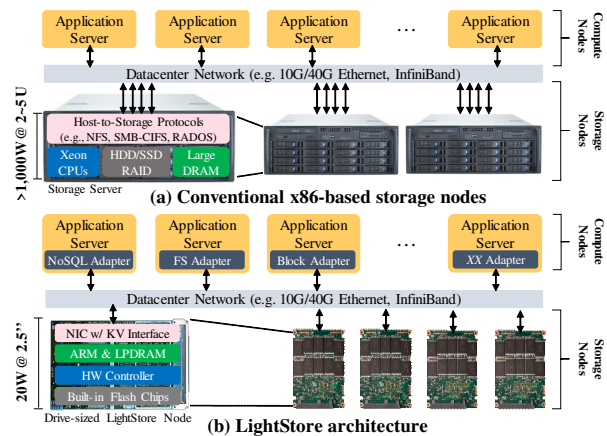 Application Server
Application Server
Application Server
...
Application Server
Compute Nodes
Datacenter Network (e.g. 10G/40G Ethernet, InfiniBand)
>1,000W @ 2~5 U
Host-to-Storage Protocols
(e.g., NFS, SMB-CIFS, RADOS)
Xeon CPUs
HDD/SSD RAID
Large DRAM
Storage Server
Storage Nodes
(a) Conventional x86-based storage nodes
Application Server
NoSQL Adapter
Application Server
FS Adapter
Application Server
Block Adapter
...
Application Server
XX Adapter
Compute Nodes
Datacenter Network (e.g. 10G/40G Ethernet, InfiniBand)
20W @ 2.5’’
NIC w/ KV Interface
ARM & LPDRAM
HW Controller
Built-in Flash Chips
Drive-sized LightStore Node
Storage Nodes
(b) LightStore architecture